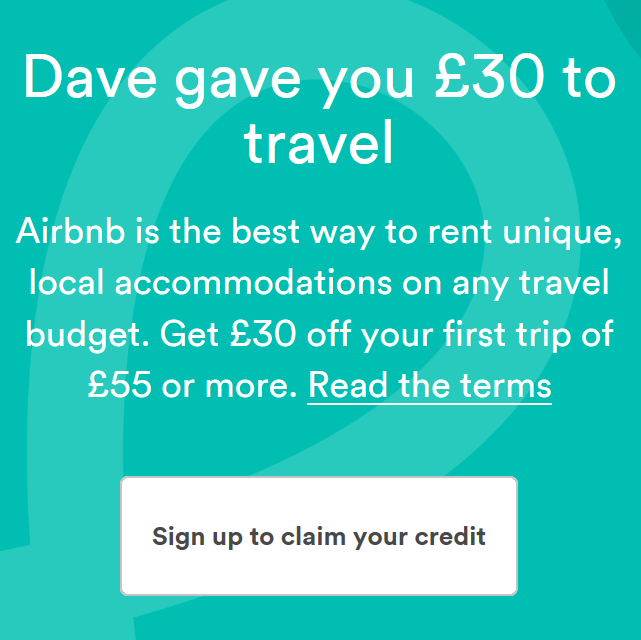 Dave gave you £30 to
travel
Airbnb is the best way to rent unique,
local accommodations on any travel
budget. Get £30 off your first trip of
£55 or more. Read the terms
Sign up to claim your credit